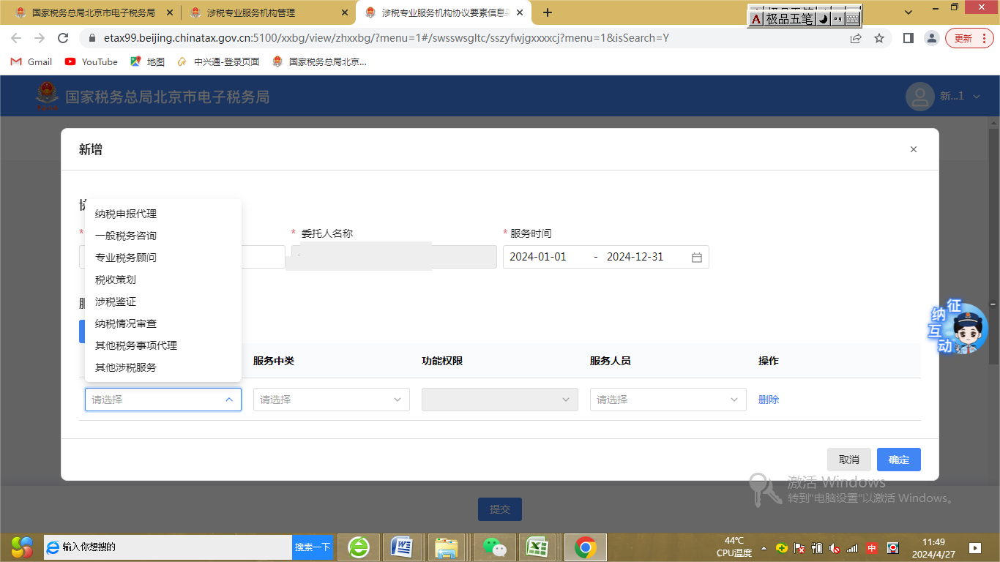 国家税务总局北京市电子税务局
涉税专业服务机构管理
涉税专业服务机构协议要素信息采
极品五笔
etax99.beijing.chinatax.gov.cn:5100/xxbg/view/zhxxbg/?menu=1#/swsswsgltc/sszyfwjgxxxxcj?menu=1&isSearch=Y
更新
Gmail
YouTube
地图
中兴通-登录页面
国家税务总局北京...
国家税务总局北京市电子税务局
新...1
新增
纳税申报代理
一般税务咨询
专业税务顾问
税收策划
涉税鉴证
纳税情况审查
其他税务事项代理
其他涉税服务
* 委托人名称
* 服务时间
-
2024-01-01 - 2024-12-31
征纳互动
服务中类
功能权限
服务人员
操作
请选择
请选择
请选择
删除
取消
确定
激活 Windows
转到"电脑设置"以激活 Windows。
提交
输入你想搜的
搜索一下
44℃
CPU温度
中
11:49
2024/4/27